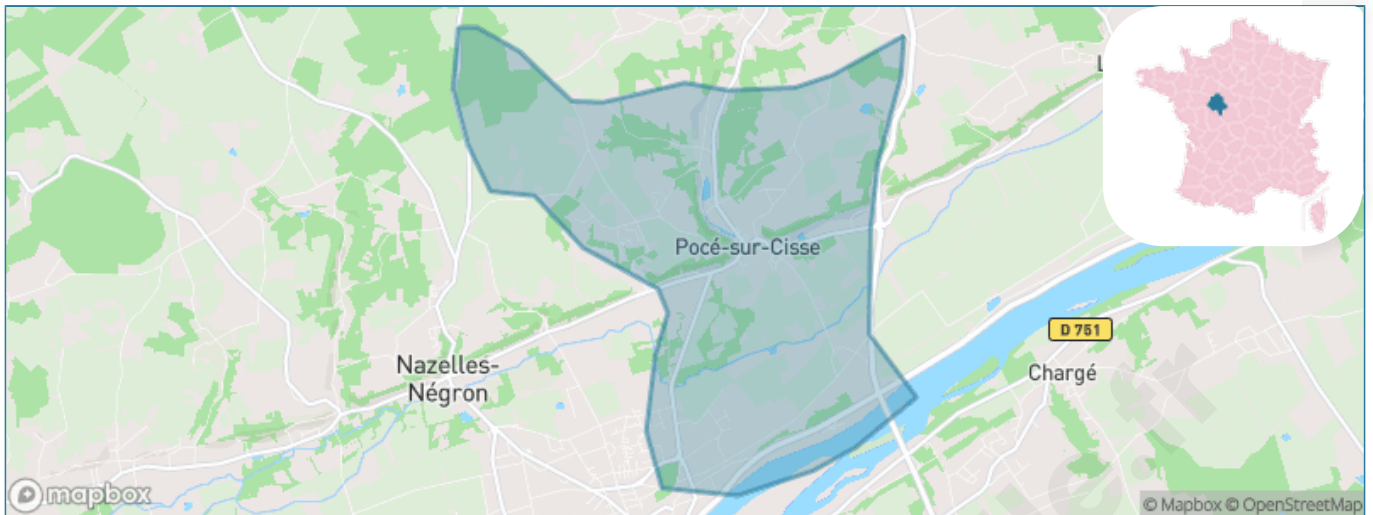 L
Pocé-sur-Cisse
D 751
Nazelles-
Négron
Chargé
mapbox
© Mapbox © OpenStreetMap